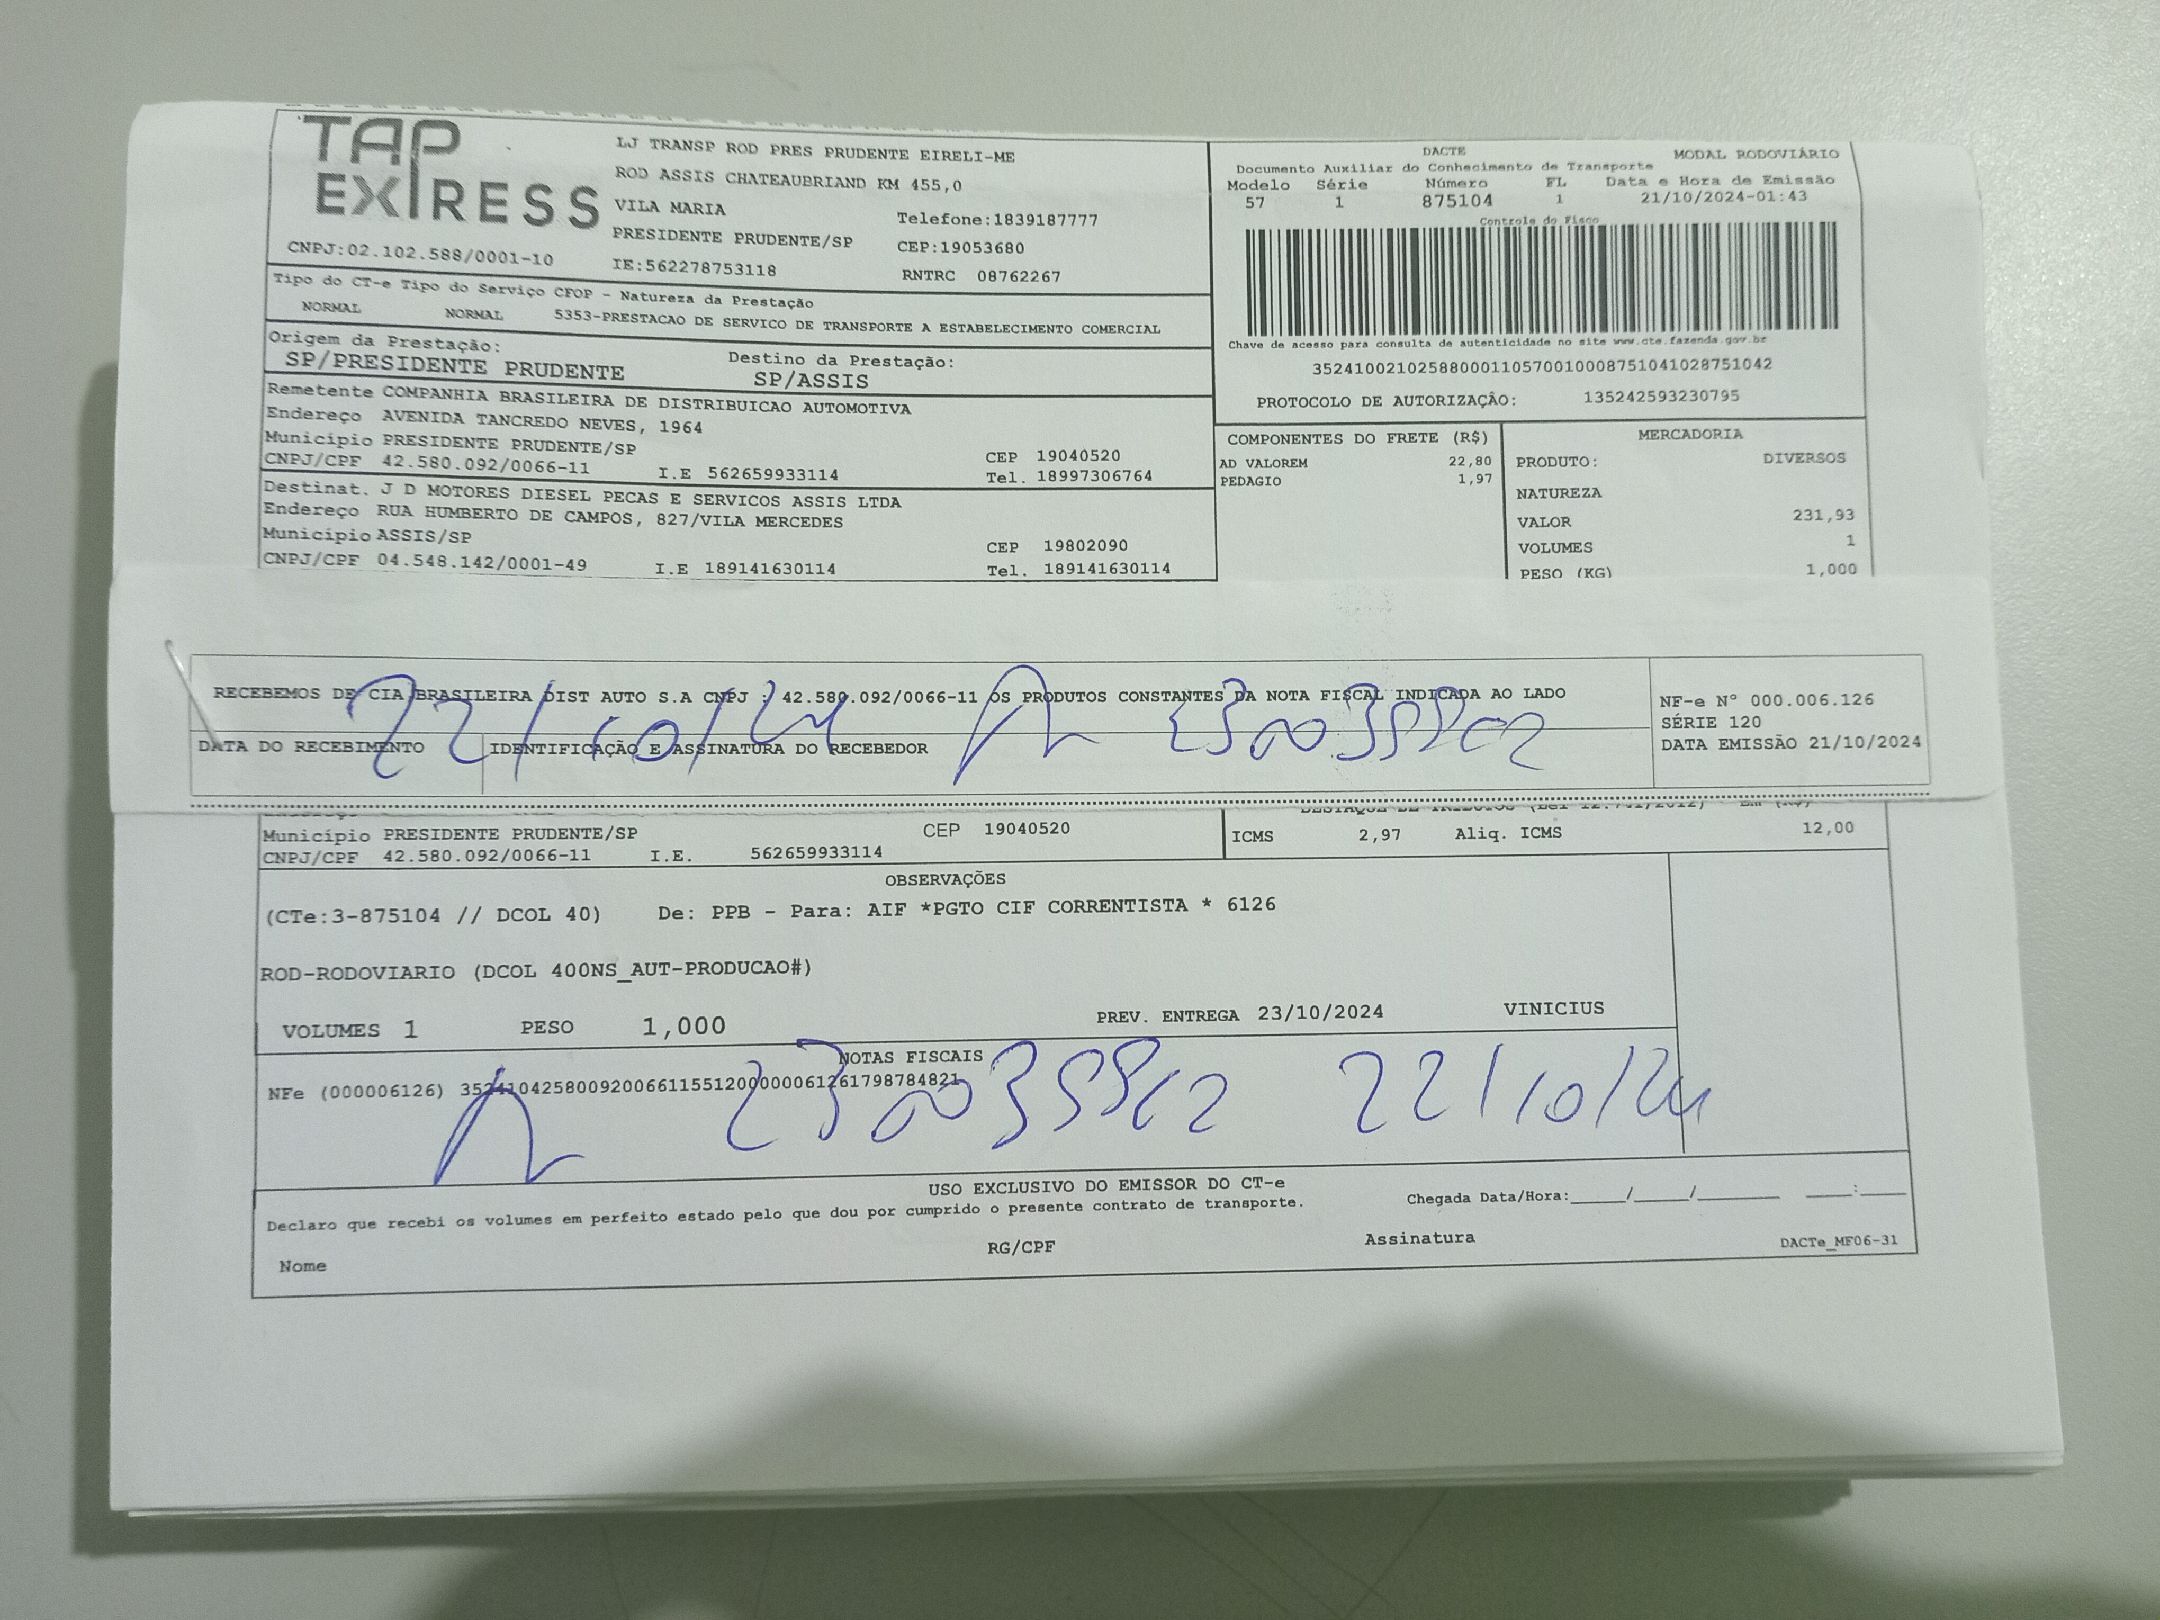 TAP EXPRESS
LJ TRANSP ROD PRES PRUDENTE EIRELI-ME
ROD ASSIS CHATEAUBRIAND KM 455,0
VILA MARIA
Telefone:1839187777
PRESIDENTE PRUDENTE/SP CEP:19053680
CNPJ:02.102.588/0001-10 IE:562278753118 RNTRC 08762267
DACTE MODAL RODOVIÁRIO
Documento Auxiliar do Conhecimento de Transporte
Modelo Série Número FL Data e Hora de Emissão
57 1 875104 1 21/10/2024-01:43
Controle do Fisco
Chave de acesso para consulta de autenticidade no site www.cte.fazenda.gov.br
35241002102588000110570010008751041028751042
PROTOCOLO DE AUTORIZAÇÃO: 135242593230795
Tipo do CT-e Tipo do Serviço CFOP - Natureza da Prestação
NORMAL NORMAL 5353-PRESTACAO DE SERVICO DE TRANSPORTE A ESTABELECIMENTO COMERCIAL
Origem da Prestação: Destino da Prestação:
SP/PRESIDENTE PRUDENTE SP/ASSIS
Remetente COMPANHIA BRASILEIRA DE DISTRIBUICAO AUTOMOTIVA
Endereço AVENIDA TANCREDO NEVES, 1964
Município PRESIDENTE PRUDENTE/SP CEP 19040520
CNPJ/CPF 42.580.092/0066-11 I.E 562659933114 Tel. 18997306764
Destinat. J D MOTORES DIESEL PECAS E SERVICOS ASSIS LTDA
Endereço RUA HUMBERTO DE CAMPOS, 827/VILA MERCEDES
Município ASSIS/SP CEP 19802090
CNPJ/CPF 04.548.142/0001-49 I.E 189141630114 Tel. 189141630114
COMPONENTES DO FRETE (R$)
AD VALOREM 22,80
PEDAGIO 1,97
MERCADORIA
PRODUTO: DIVERSOS
NATUREZA
VALOR 231,93
VOLUMES 1
PESO (KG) 1,000
RECEBEMOS DE CIA BRASILEIRA DIST AUTO S.A CNPJ : 42.580.092/0066-11 OS PRODUTOS CONSTANTES DA NOTA FISCAL INDICADA AO LADO
DATA DO RECEBIMENTO IDENTIFICAÇÃO E ASSINATURA DO RECEBEDOR
22/10/24
NF-e Nº 000.006.126
SÉRIE 120
DATA EMISSÃO 21/10/2024
Município PRESIDENTE PRUDENTE/SP CEP 19040520
CNPJ/CPF 42.580.092/0066-11 I.E. 562659933114
DESTAQUE DE TRIBUTOS (Lei 12.741/2012) Em (R$)
ICMS 2,97 Aliq. ICMS 12,00
OBSERVAÇÕES
(CTe:3-875104 // DCOL 40) De: PPB - Para: AIF *PGTO CIF CORRENTISTA * 6126
ROD-RODOVIARIO (DCOL 400NS_AUT-PRODUCAO#)
VOLUMES 1 PESO 1,000 PREV. ENTREGA 23/10/2024 VINICIUS
NOTAS FISCAIS
NFe (000006126) 35241042580092006611551200000061261798784821
22/10/24
USO EXCLUSIVO DO EMISSOR DO CT-e
Declaro que recebi os volumes em perfeito estado pelo que dou por cumprido o presente contrato de transporte.
Chegada Data/Hora:_____/_____/_______ ____:____
Nome RG/CPF Assinatura DACTe_MF06-31